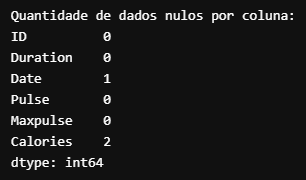 Quantidade de dados nulos por coluna:
ID 0
Duration 0
Date 1
Pulse 0
Maxpulse 0
Calories 2
dtype: int64